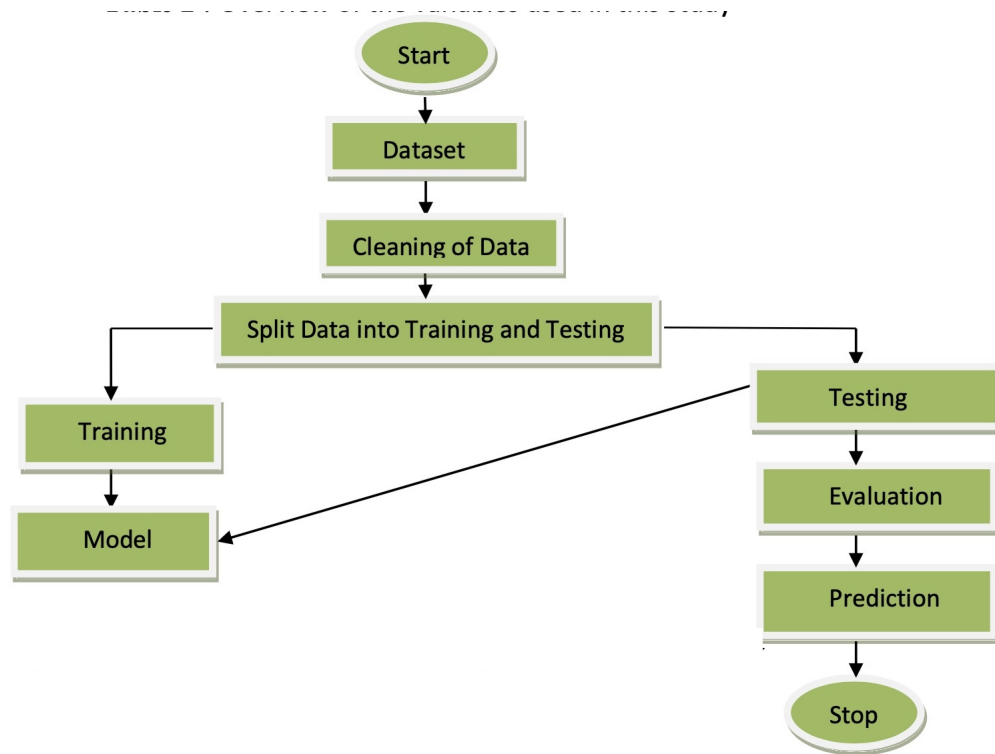 Start
Dataset
Cleaning of Data
Split Data into Training and Testing
Training
Testing
Model
Evaluation
Prediction
Stop